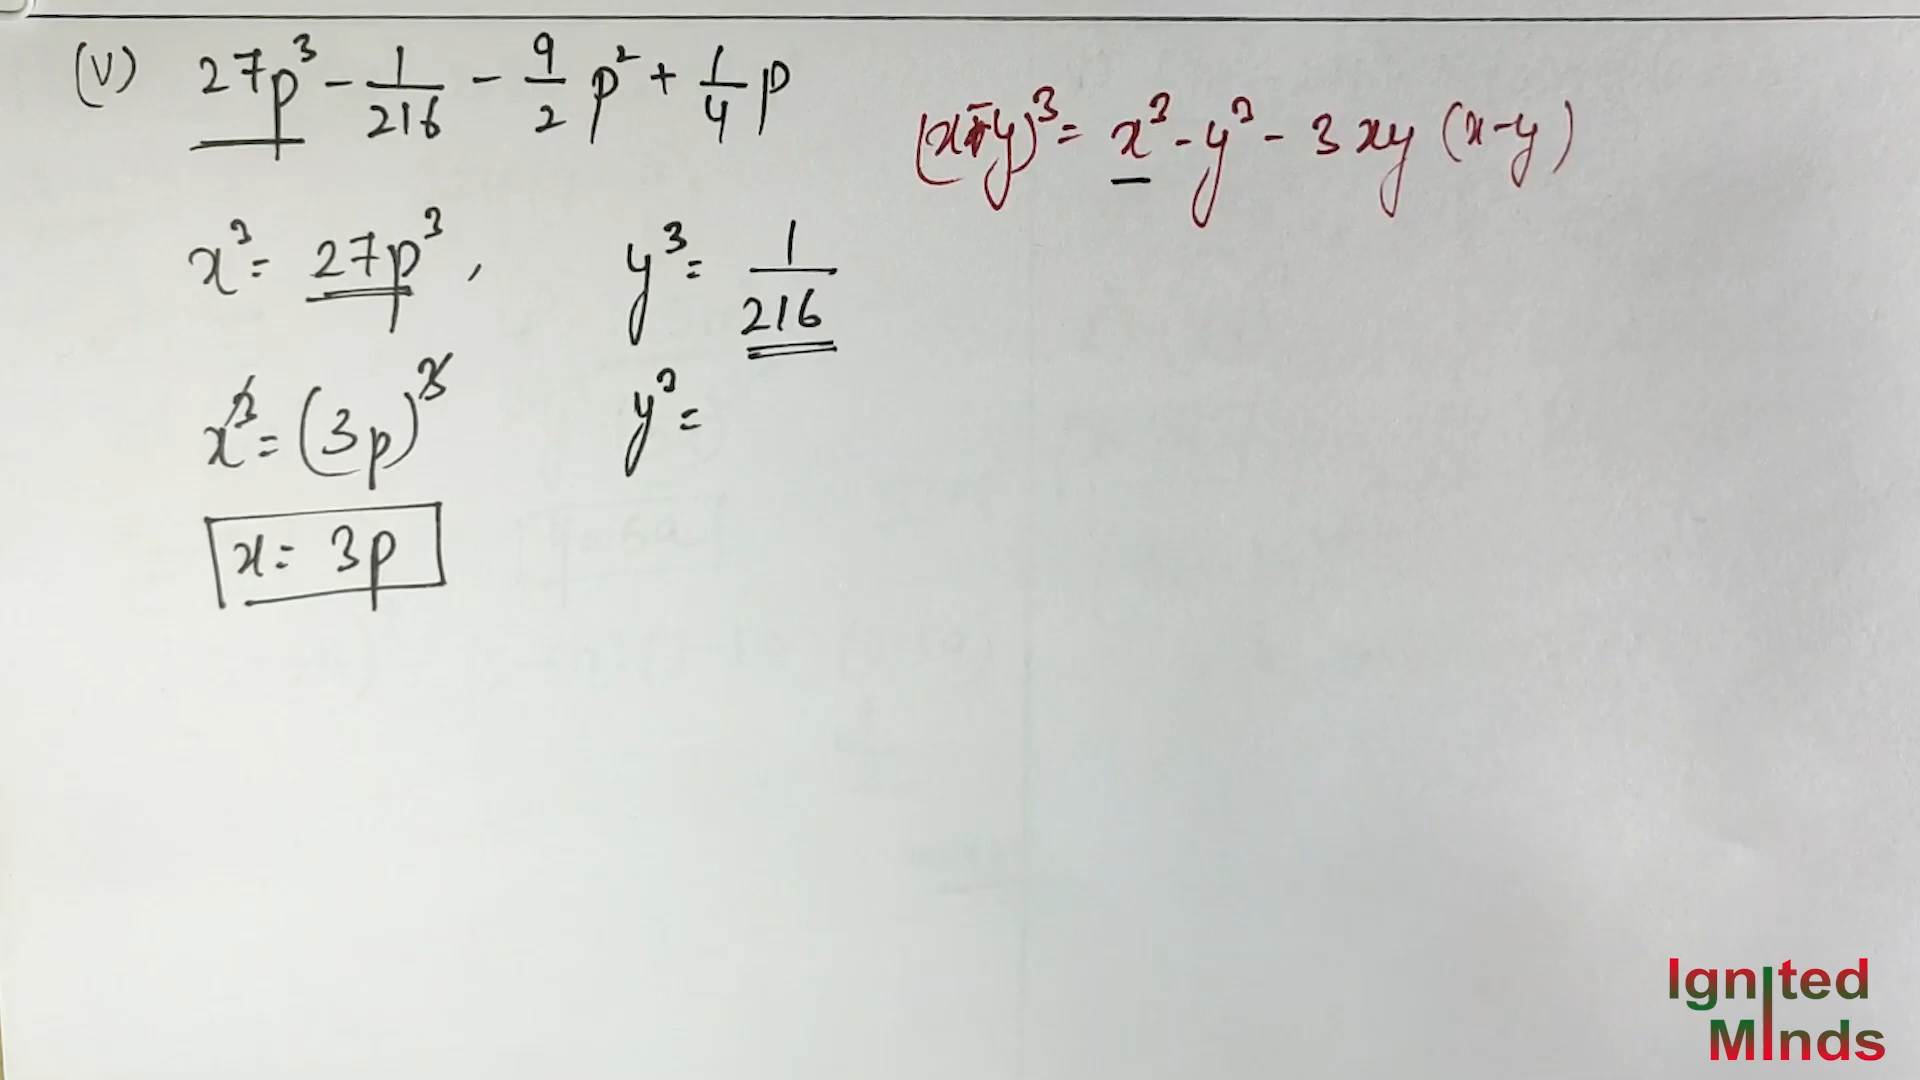 (V) 27p³ - 1/216 - 9/2 p² + 1/4 p
(x-y)³ = x³ - y³ - 3xy (x-y)
x³ = 27p³ , y³ = 1/216
x³ = (3p)³ y³ =
x = 3p
Ignited
Minds